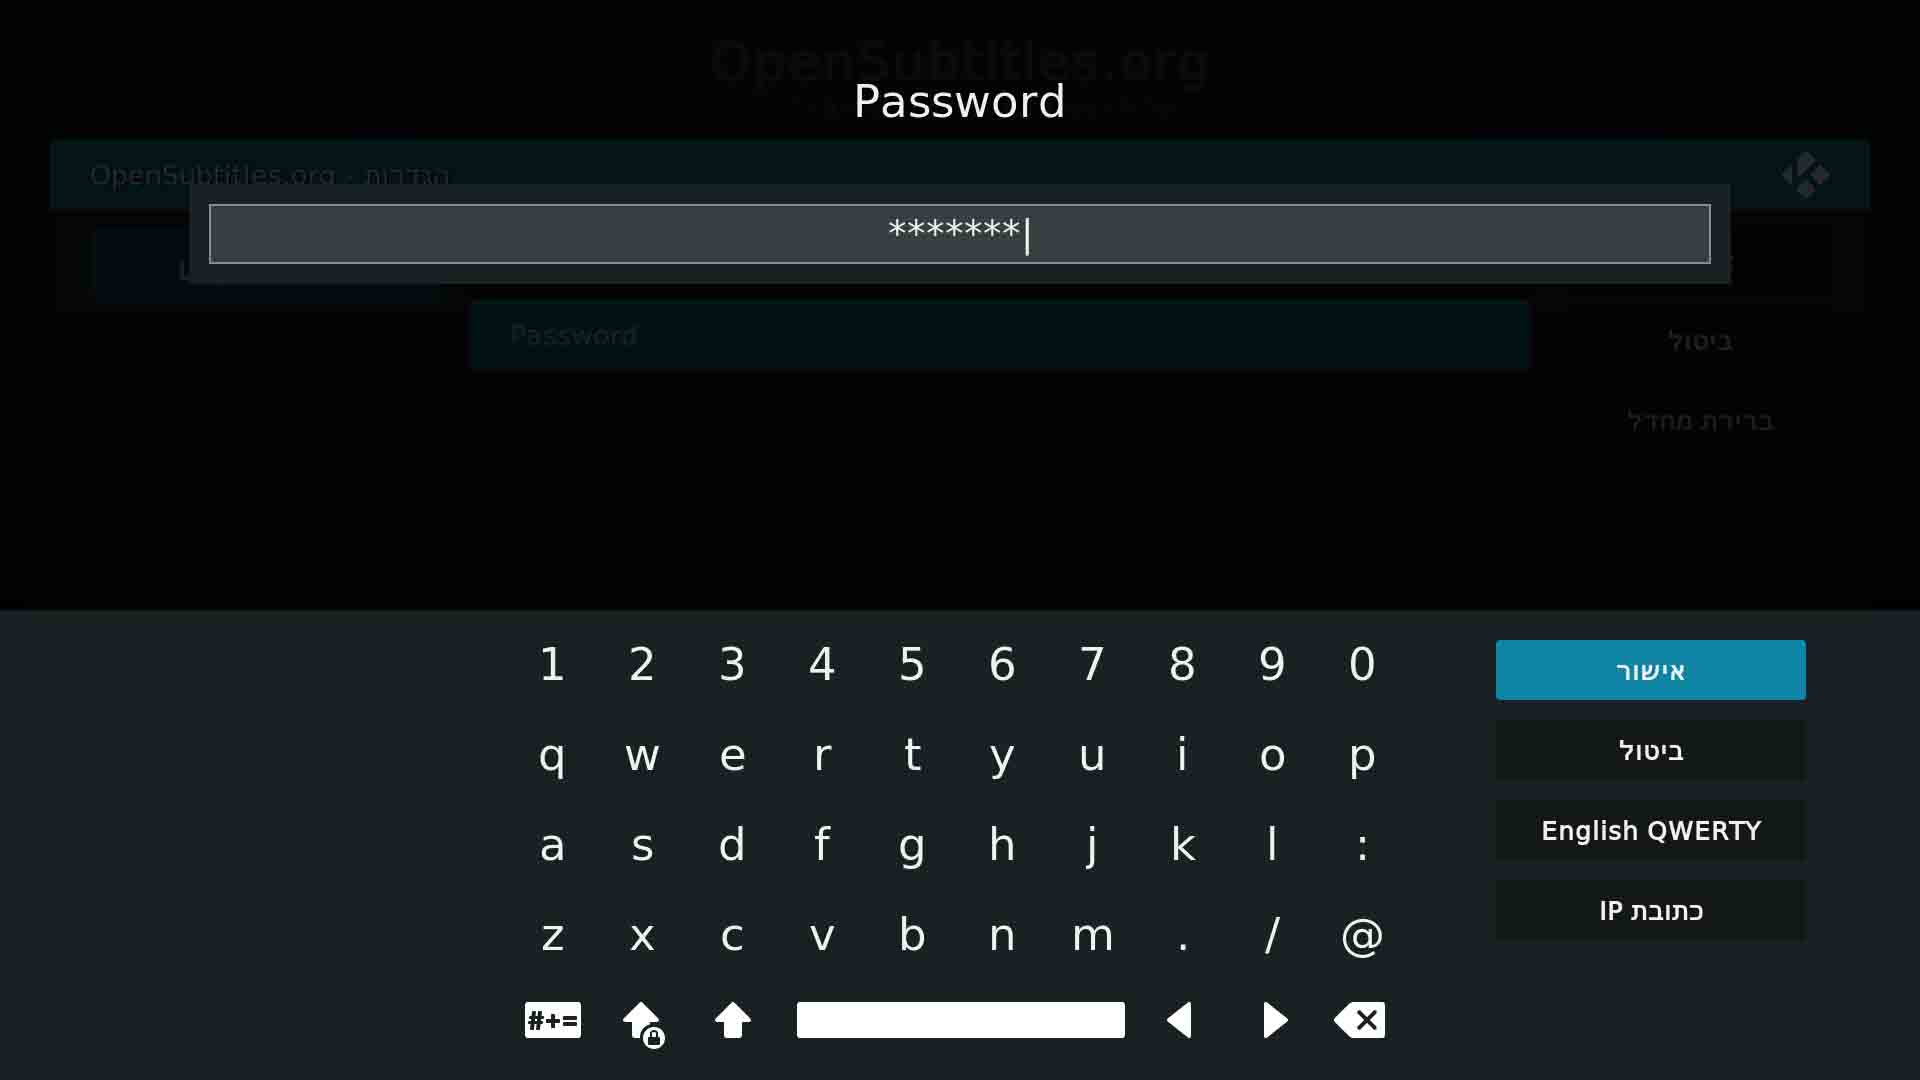 OpenSubtitles.org
Password
OpenSubtitles.org - הגדרות
*******
Password
ביטול
ברירת מחדל
1 2 3 4 5 6 7 8 9 0
אישור
q w e r t y u i o p
ביטול
a s d f g h j k l :
English QWERTY
z x c v b n m . / @
כתובת IP
#+=